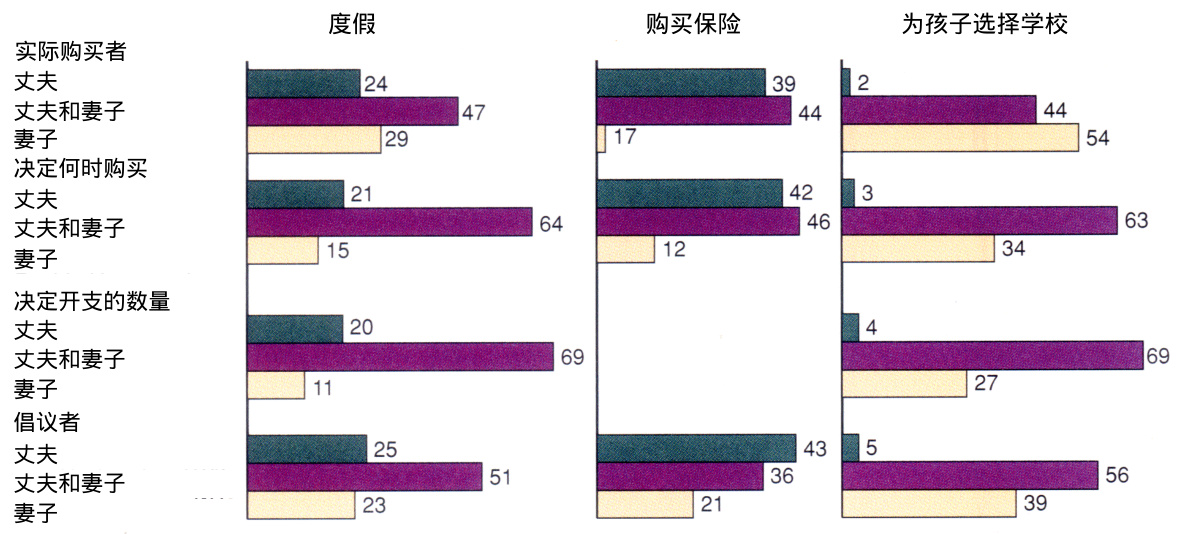 度假 购买保险 为孩子选择学校
实际购买者
丈夫 24 39 2
丈夫和妻子 47 44 44
妻子 29 17 54
决定何时购买
丈夫 21 42 3
丈夫和妻子 64 46 63
妻子 15 12 34
决定开支的数量
丈夫 20 4
丈夫和妻子 69 69
妻子 11 27
倡议者
丈夫 25 43 5
丈夫和妻子 51 36 56
妻子 23 21 39